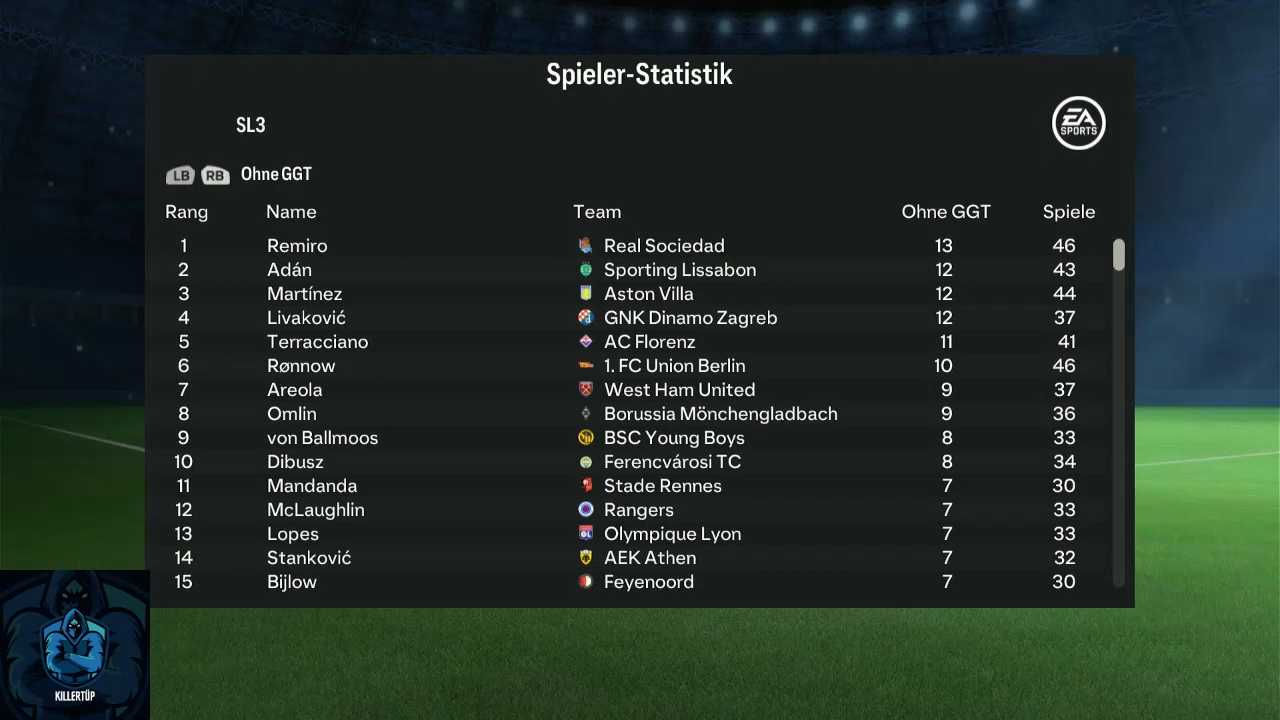 Spieler-Statistik
SL3
EA SPORTS
LB RB Ohne GGT
Rang Name Team Ohne GGT Spiele
1 Remiro Real Sociedad 13 46
2 Adán Sporting Lissabon 12 43
3 Martínez Aston Villa 12 44
4 Livaković GNK Dinamo Zagreb 12 37
5 Terracciano AC Florenz 11 41
6 Rønnow 1. FC Union Berlin 10 46
7 Areola West Ham United 9 37
8 Omlin Borussia Mönchengladbach 9 36
9 von Ballmoos BSC Young Boys 8 33
10 Dibusz Ferencvárosi TC 8 34
11 Mandanda Stade Rennes 7 30
12 McLaughlin Rangers 7 33
13 Lopes Olympique Lyon 7 33
14 Stanković AEK Athen 7 32
15 Bijlow Feyenoord 7 30
KILLERTÜP